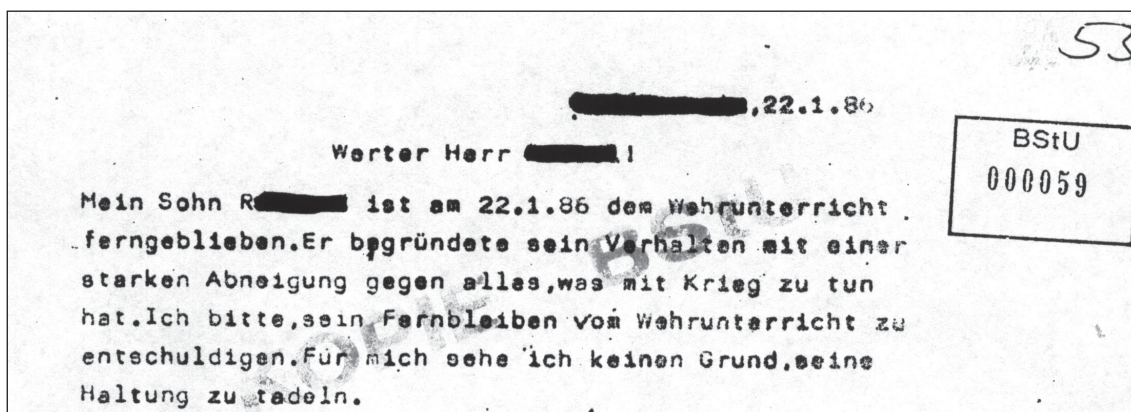 53
,22.1.86
BStU
000059
Werter Herr !
Mein Sohn R ist am 22.1.86 dem Wehrunterricht
ferngeblieben.Er begründete sein Verhalten mit einer
starken Abneigung gegen alles,was mit Krieg zu tun
hat.Ich bitte,sein Fernbleiben vom Wehrunterricht zu
entschuldigen.Für mich sehe ich keinen Grund,seine
Haltung zu tadeln.
KOPIE BStU